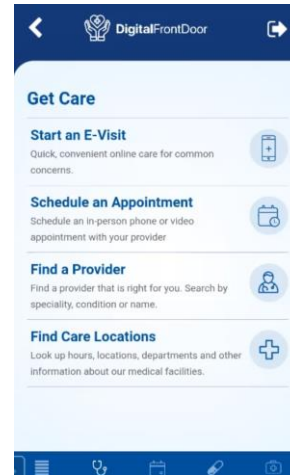 DigitalFrontDoor
Get Care
Start an E-Visit
Quick, convenient online care for common
concerns.
Schedule an Appointment
Schedule an in-person phone or video
appointment with your provider
Find a Provider
Find a provider that is right for you. Search by
speciality, condition or name.
Find Care Locations
Look up hours, locations, departments and other
information about our medical facilities.